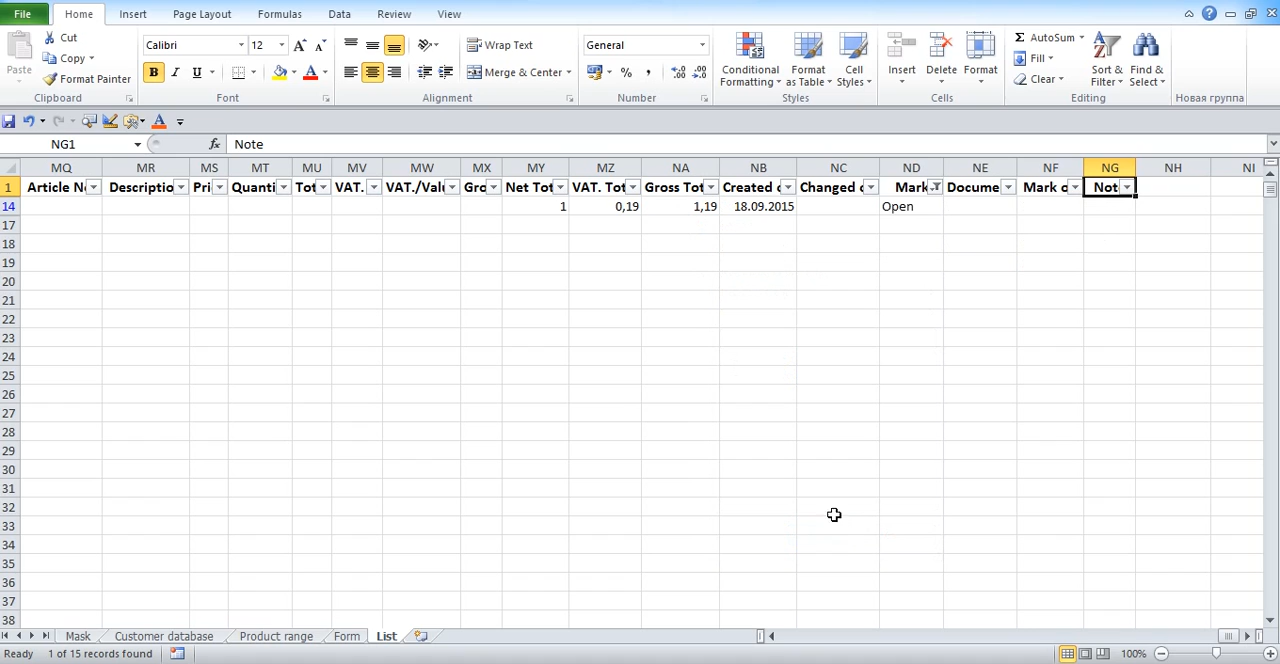 File Home Insert Page Layout Formulas Data Review View
Cut Calibri 12 Wrap Text General AutoSum
Paste Copy Conditional Format Cell Insert Delete Format Fill Sort & Find &
Format Painter Merge & Center Formatting as Table Styles Clear Filter Select
Clipboard Font Alignment Number Styles Cells Editing Новая группа
NG1 fx Note
MQ MR MS MT MU MV MW MX MY MZ NA NB NC ND NE NF NG NH NI
1 Article N Descriptio Pri Quanti Tot VAT. VAT./Valu Gro Net Tot VAT. Tot Gross Tot Created o Changed o Mark Docume Mark o Not
14 1 0,19 1,19 18.09.2015 Open
17
18
19
20
21
22
23
24
25
26
27
28
29
30
31
32
33
34
35
36
37
38
Mask Customer database Product range Form List
Ready 1 of 15 records found 100%